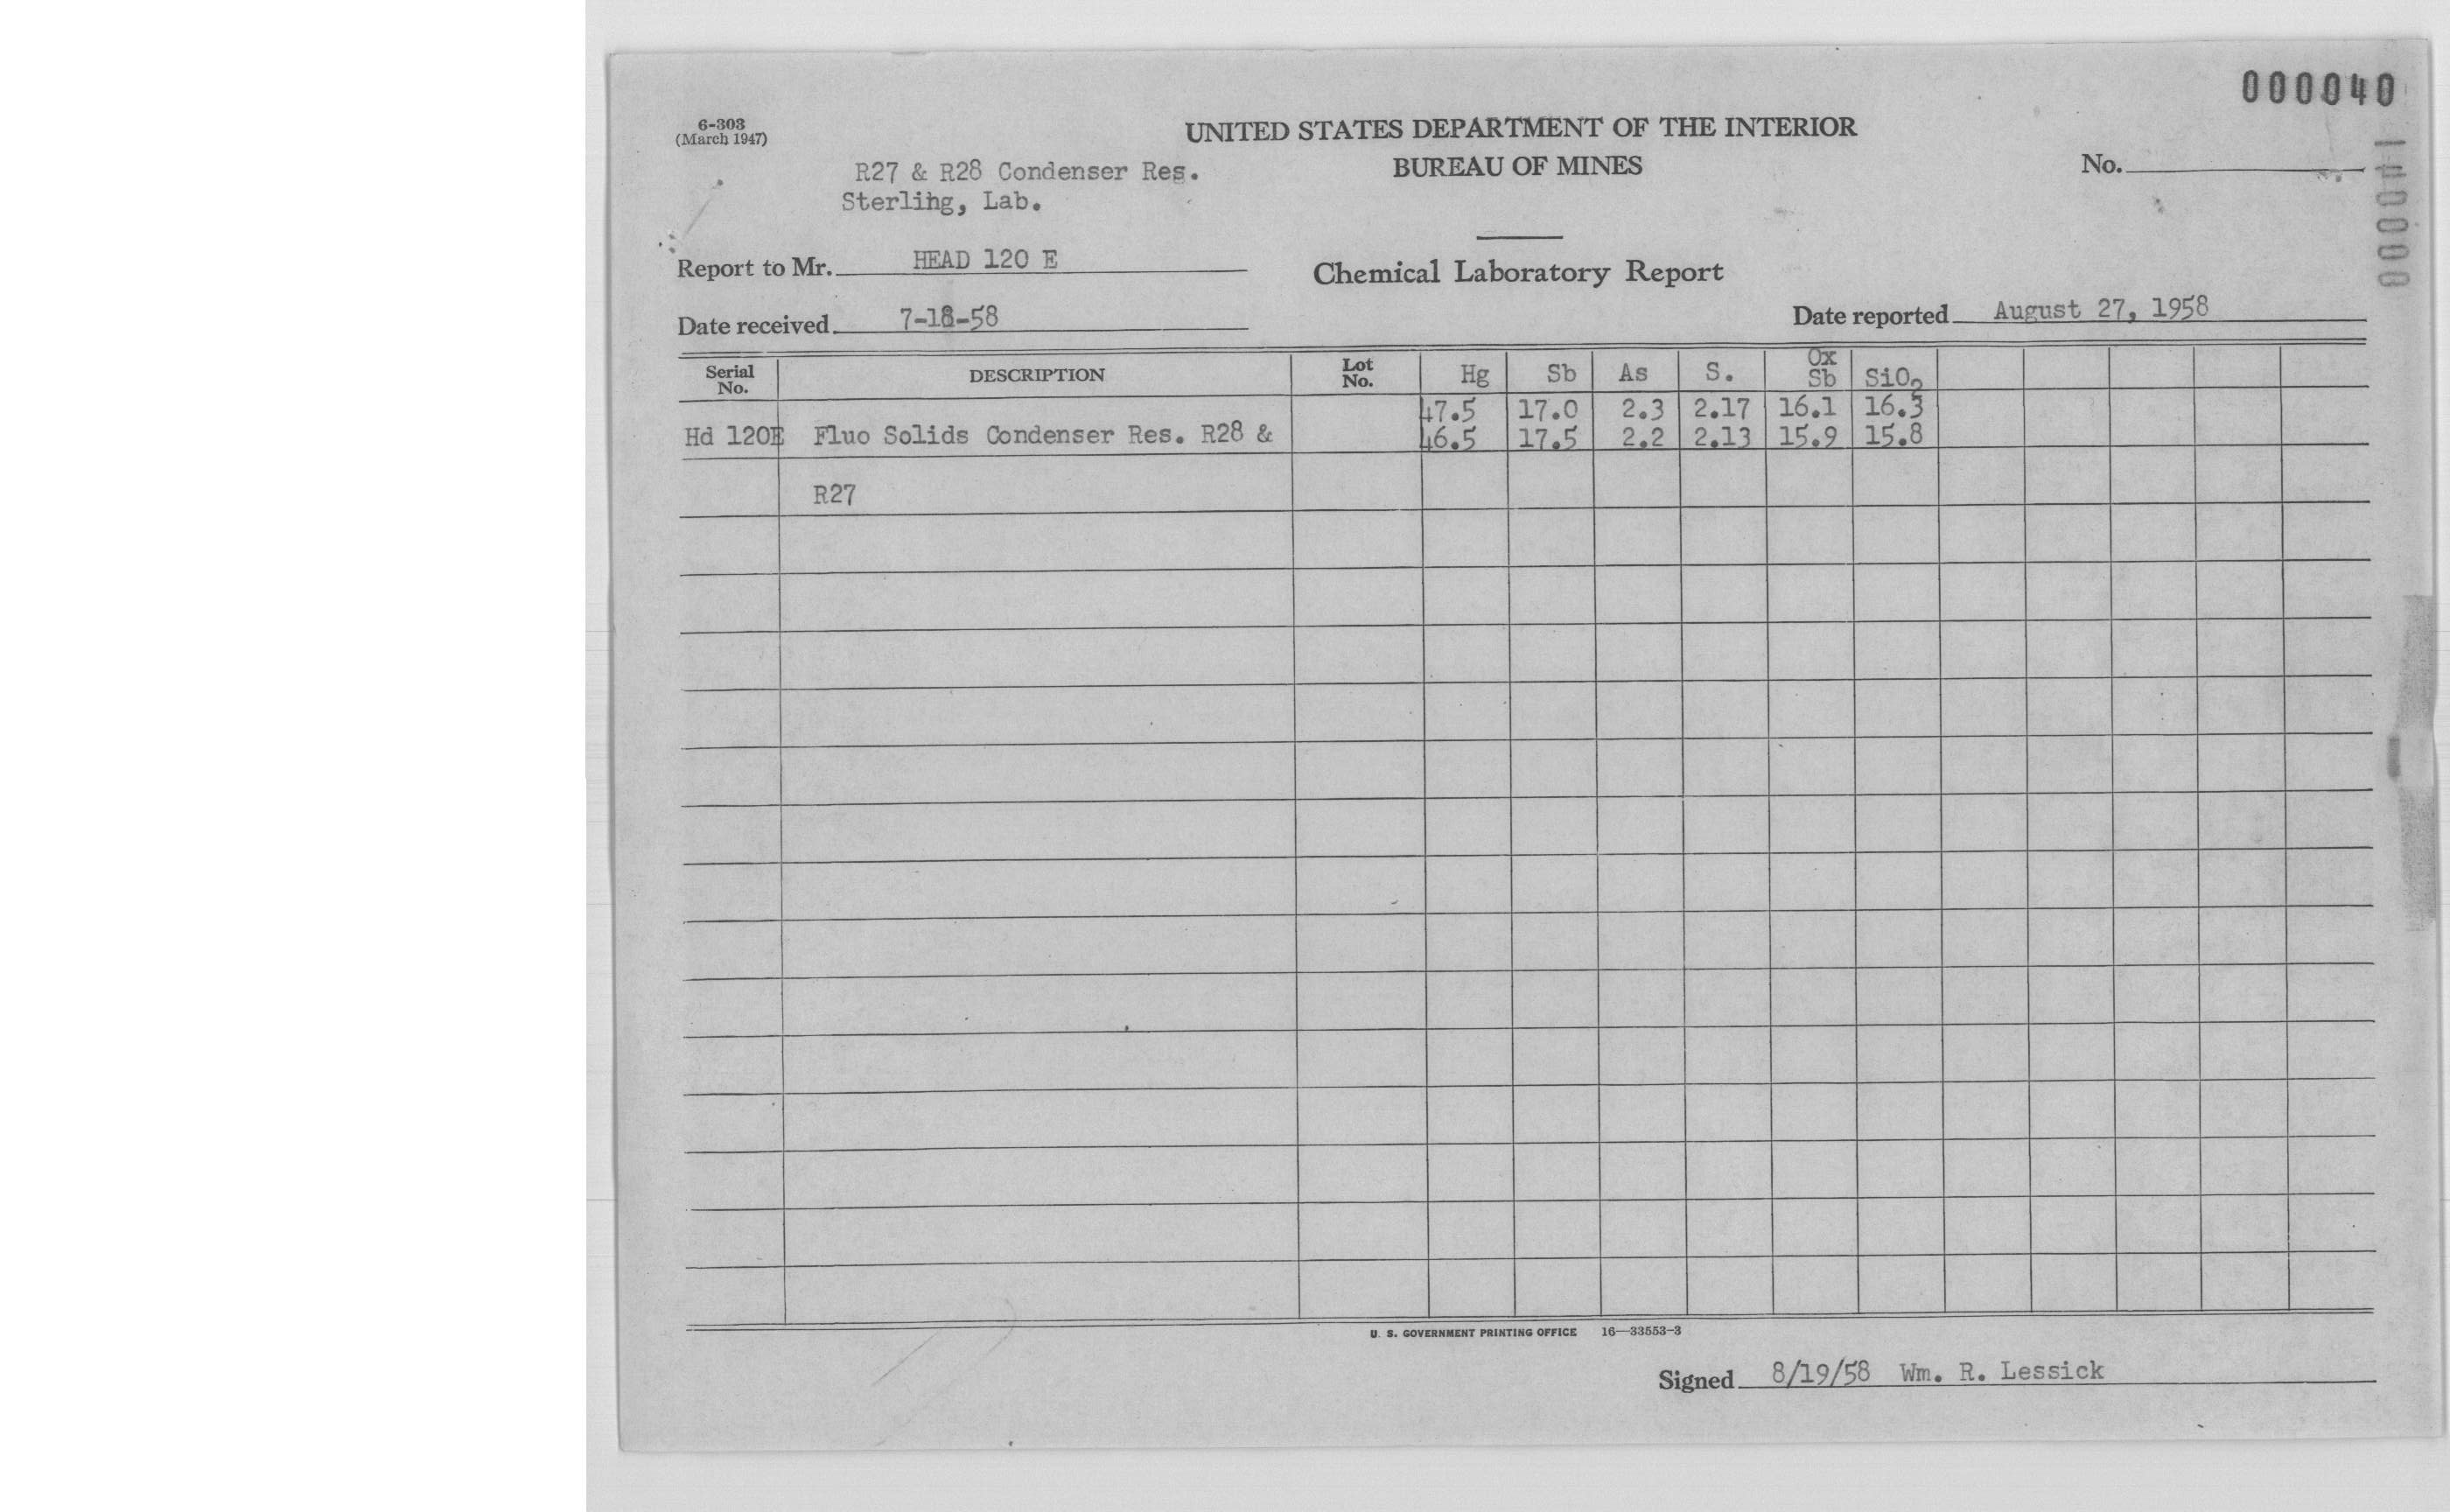 000040
6-303
(March 1947)
UNITED STATES DEPARTMENT OF THE INTERIOR
BUREAU OF MINES
No.
R27 & R28 Condenser Res.
Sterling, Lab.
Report to Mr. HEAD 120 E
Chemical Laboratory Report
Date received 7-18-58
Date reported August 27, 1958
Serial No. DESCRIPTION Lot No. Hg Sb As S. Ox Sb SiO2
47.5 17.0 2.3 2.17 16.1 16.3
Hd 120E Fluo Solids Condenser Res. R28 & 46.5 17.5 2.2 2.13 15.9 15.8
R27
U. S. GOVERNMENT PRINTING OFFICE 16—33553-3
Signed 8/19/58 Wm. R. Lessick